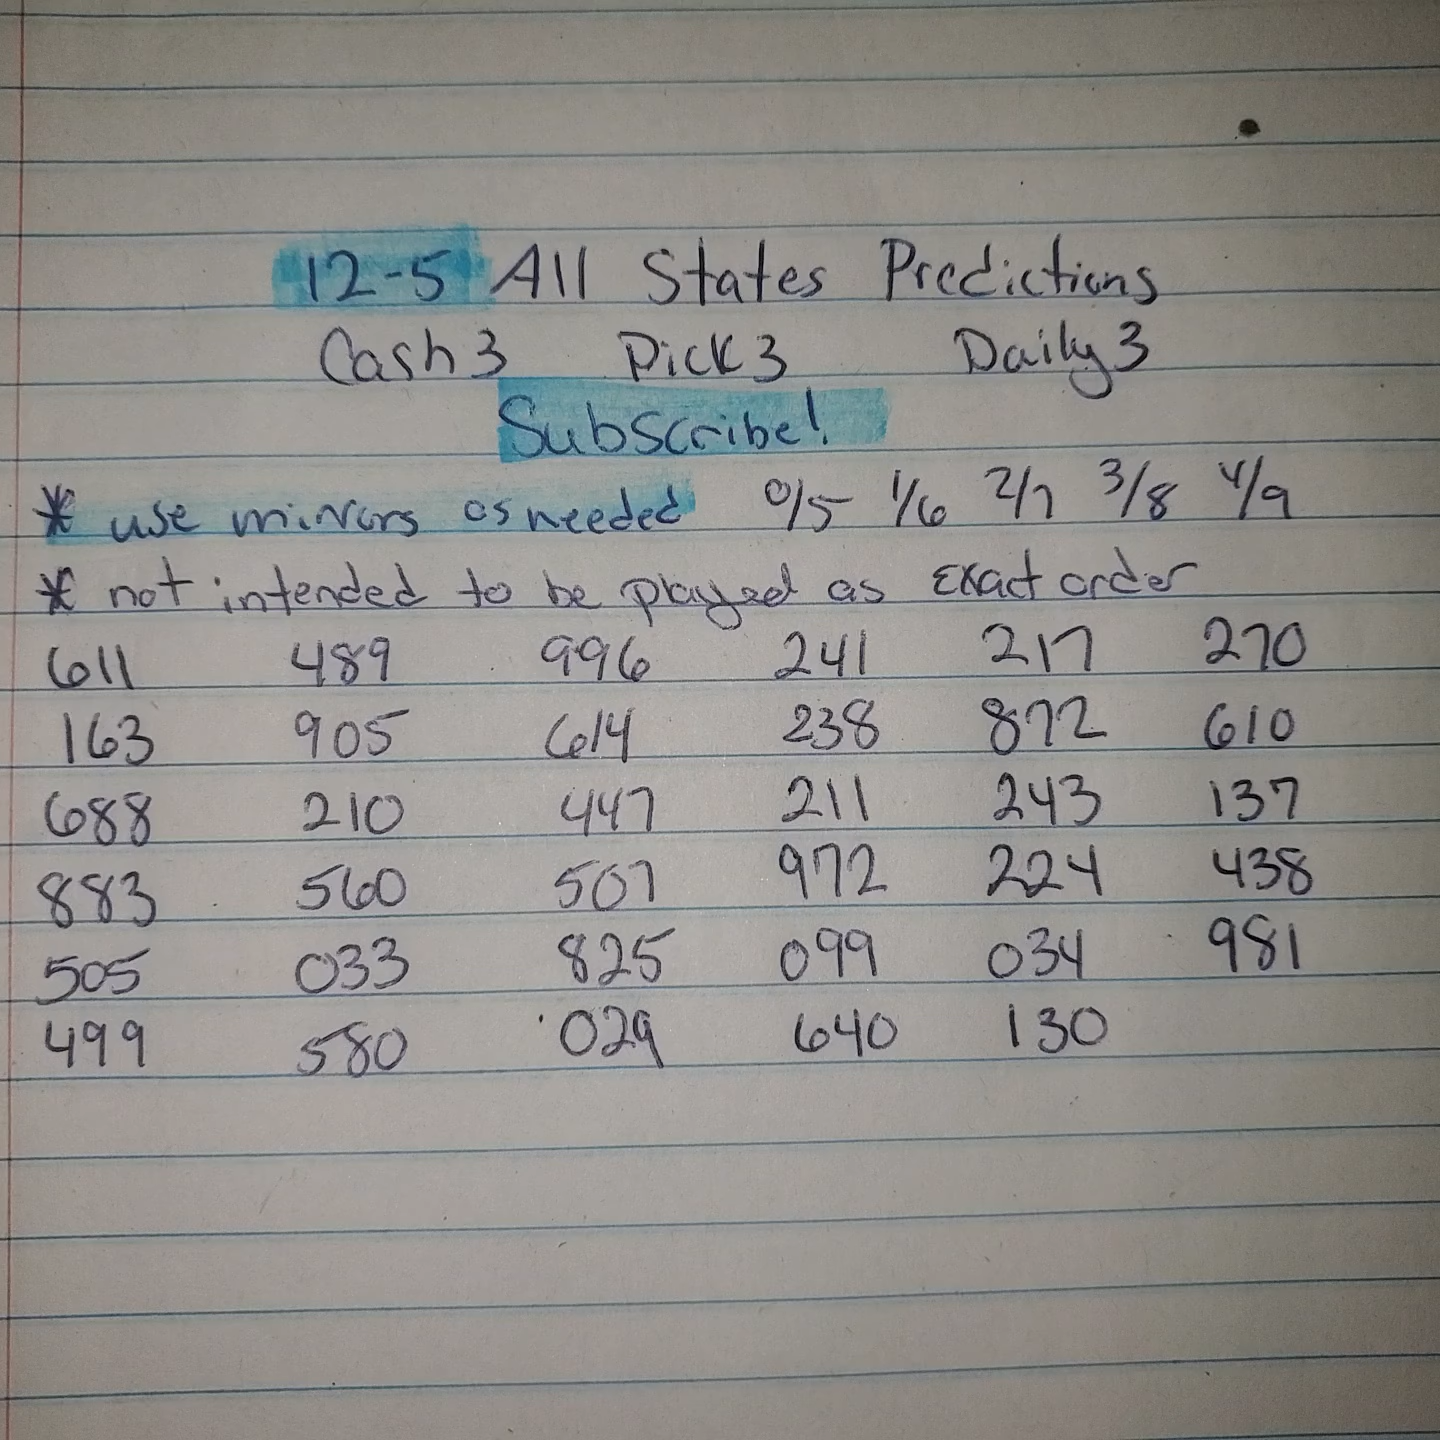 12-5 All States Predictions
Cash 3 Pick 3 Daily 3
Subscribe!
* use mirrors as needed 0/5 1/6 2/7 3/8 4/9
* not intended to be played as Exact order
611 489 996 241 217 270
163 905 614 238 872 610
688 210 447 211 243 137
883 560 507 972 224 438
505 033 825 099 034 981
499 580 029 640 130